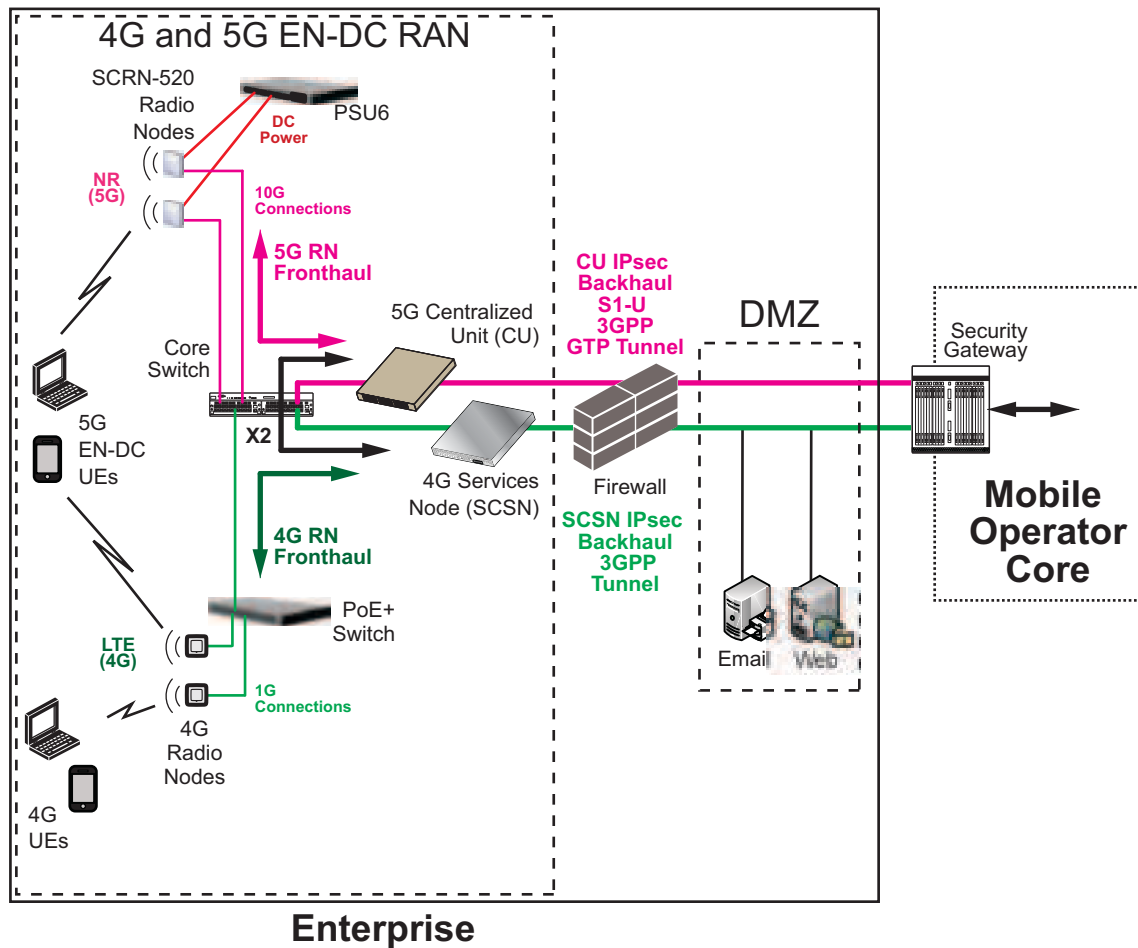 4G and 5G EN-DC RAN
SCRN-520
Radio
Nodes
PSU6
DC
Power
NR
(5G)
10G
Connections
5G RN
Fronthaul
CU IPsec
Backhaul
S1-U
3GPP
GTP Tunnel
DMZ
5G Centralized
Unit (CU)
Security
Gateway
Core
Switch
X2
5G
EN-DC
UEs
4G Services
Node (SCSN)
Firewall
Mobile
Operator
Core
SCSN IPsec
Backhaul
3GPP
Tunnel
4G RN
Fronthaul
PoE+
Switch
LTE
(4G)
Email
Web
1G
Connections
4G
Radio
Nodes
4G
UEs
Enterprise